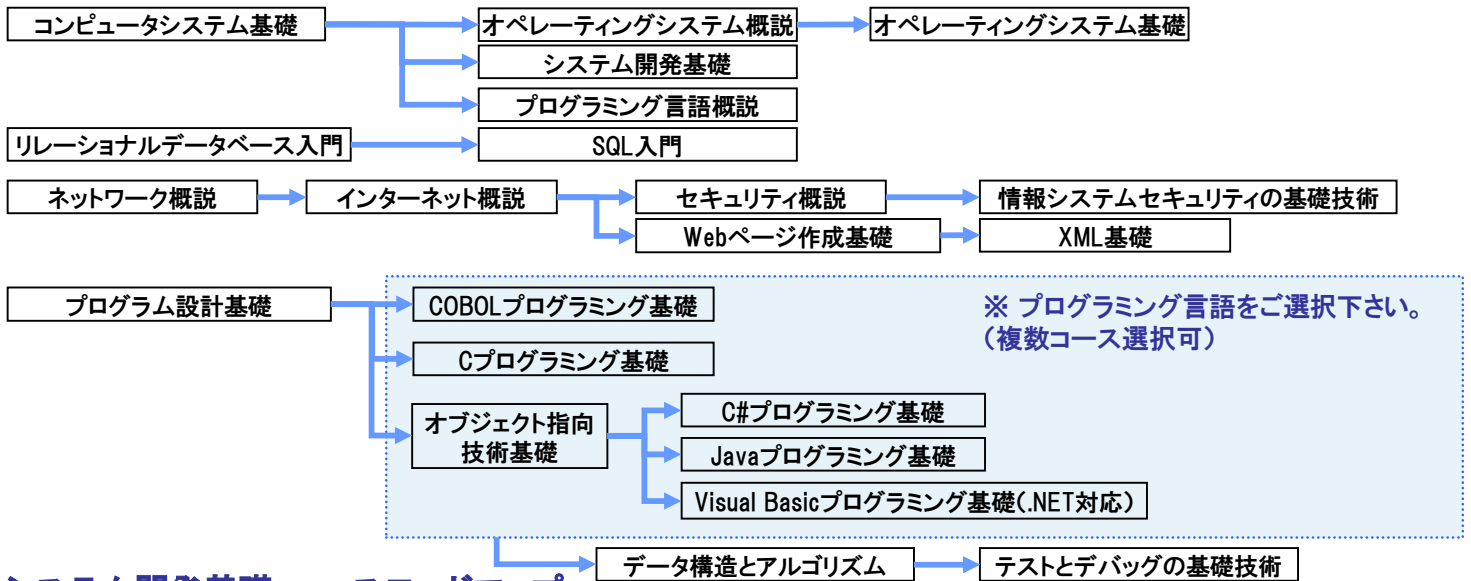 コンピュータシステム基礎
オペレーティングシステム概説
オペレーティングシステム基礎
システム開発基礎
プログラミング言語概説
リレーショナルデータベース入門
SQL入門
ネットワーク概説
インターネット概説
セキュリティ概説
情報システムセキュリティの基礎技術
Webページ作成基礎
XML基礎
プログラム設計基礎
COBOLプログラミング基礎
※ プログラミング言語をご選択下さい。
（複数コース選択可）
Cプログラミング基礎
オブジェクト指向
技術基礎
C#プログラミング基礎
Javaプログラミング基礎
Visual Basicプログラミング基礎(.NET対応)
データ構造とアルゴリズム
テストとデバッグの基礎技術